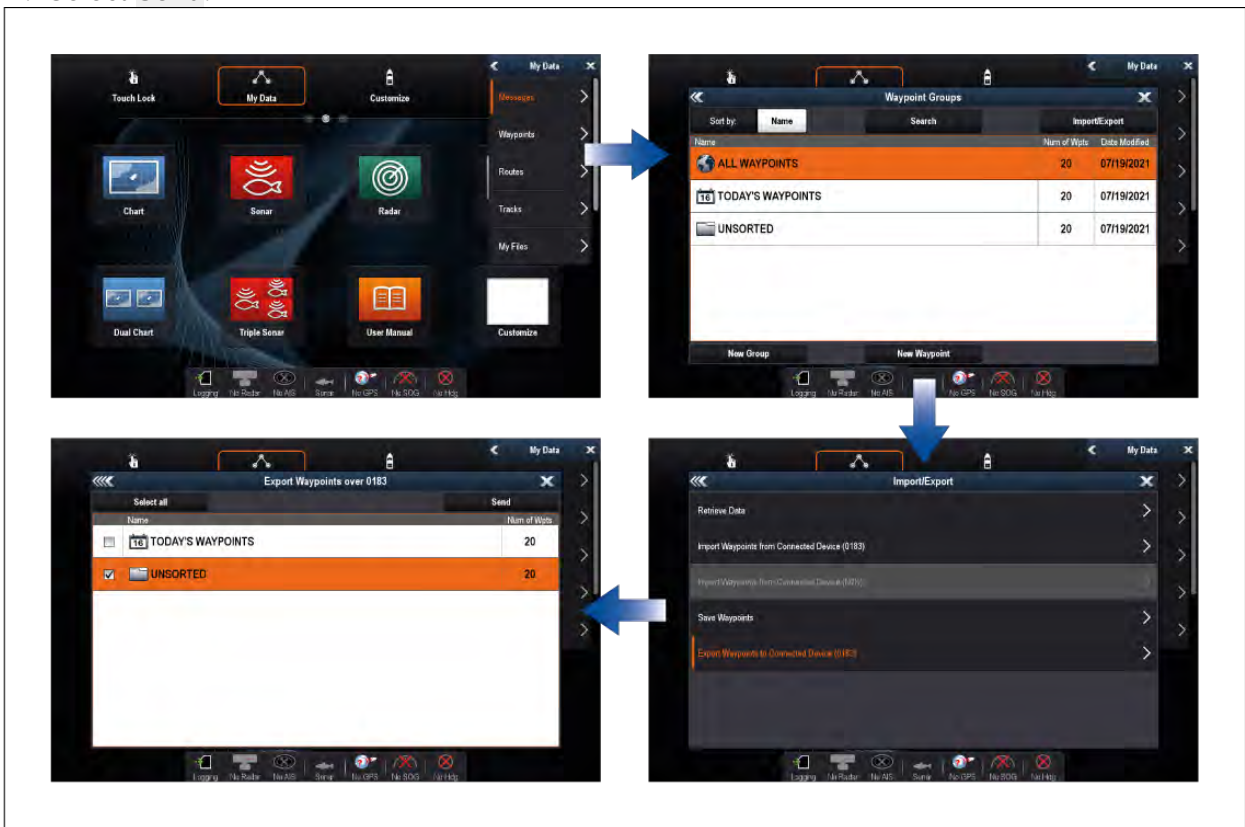 Touch Lock
My Data
Customize
My Data
Messages
Waypoints
Routes
Tracks
My Files
Chart
Sonar
Radar
Dual Chart
Triple Sonar
User Manual
Customize
Logging No Radar No AIS Sonar No GPS No SOG No Hdg
My Data
Waypoint Groups
Sort by: Name Search Import/Export
Name Num of Wpts Date Modified
ALL WAYPOINTS 20 07/19/2021
16 TODAY'S WAYPOINTS 20 07/19/2021
UNSORTED 20 07/19/2021
New Group New Waypoint
Logging No Radar No AIS No GPS No SOG No Hdg
My Data
Export Waypoints over 0183
Select all Send
Name Num of Wpts
16 TODAY'S WAYPOINTS 20
UNSORTED 20
Logging No Radar No AIS Sonar No GPS No SOG No Hdg
My Data
Import/Export
Retrieve Data
Import Waypoints from Connected Device (0183)
Import Waypoints from Connected Device
Save Waypoints
Export Waypoints to Connected Device (0183)
Logging No Radar No AIS Sonar No GPS No SOG No Hdg